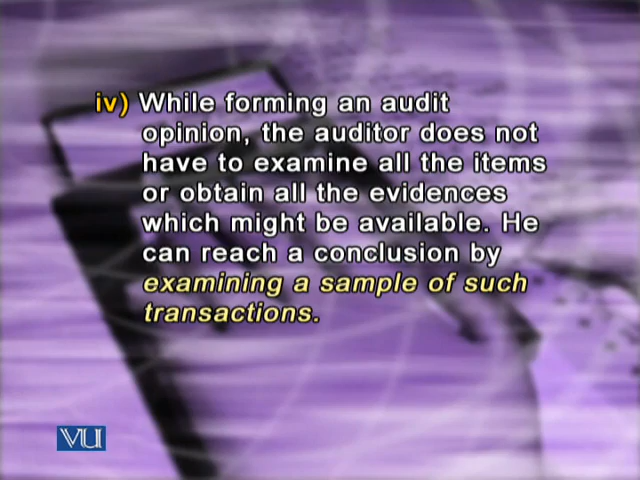 iv) While forming an audit
opinion, the auditor does not
have to examine all the items
or obtain all the evidences
which might be available. He
can reach a conclusion by
examining a sample of such
transactions.
VU